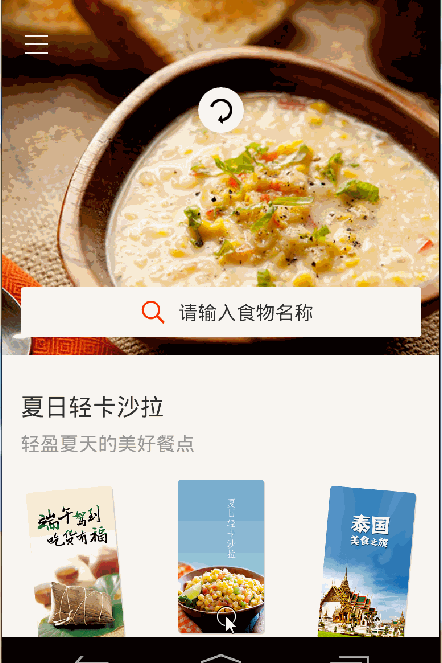 请输入食物名称
夏日轻卡沙拉
轻盈夏天的美好餐点
端午驾到
吃货有福
夏日轻卡沙拉
泰国
美食之旅